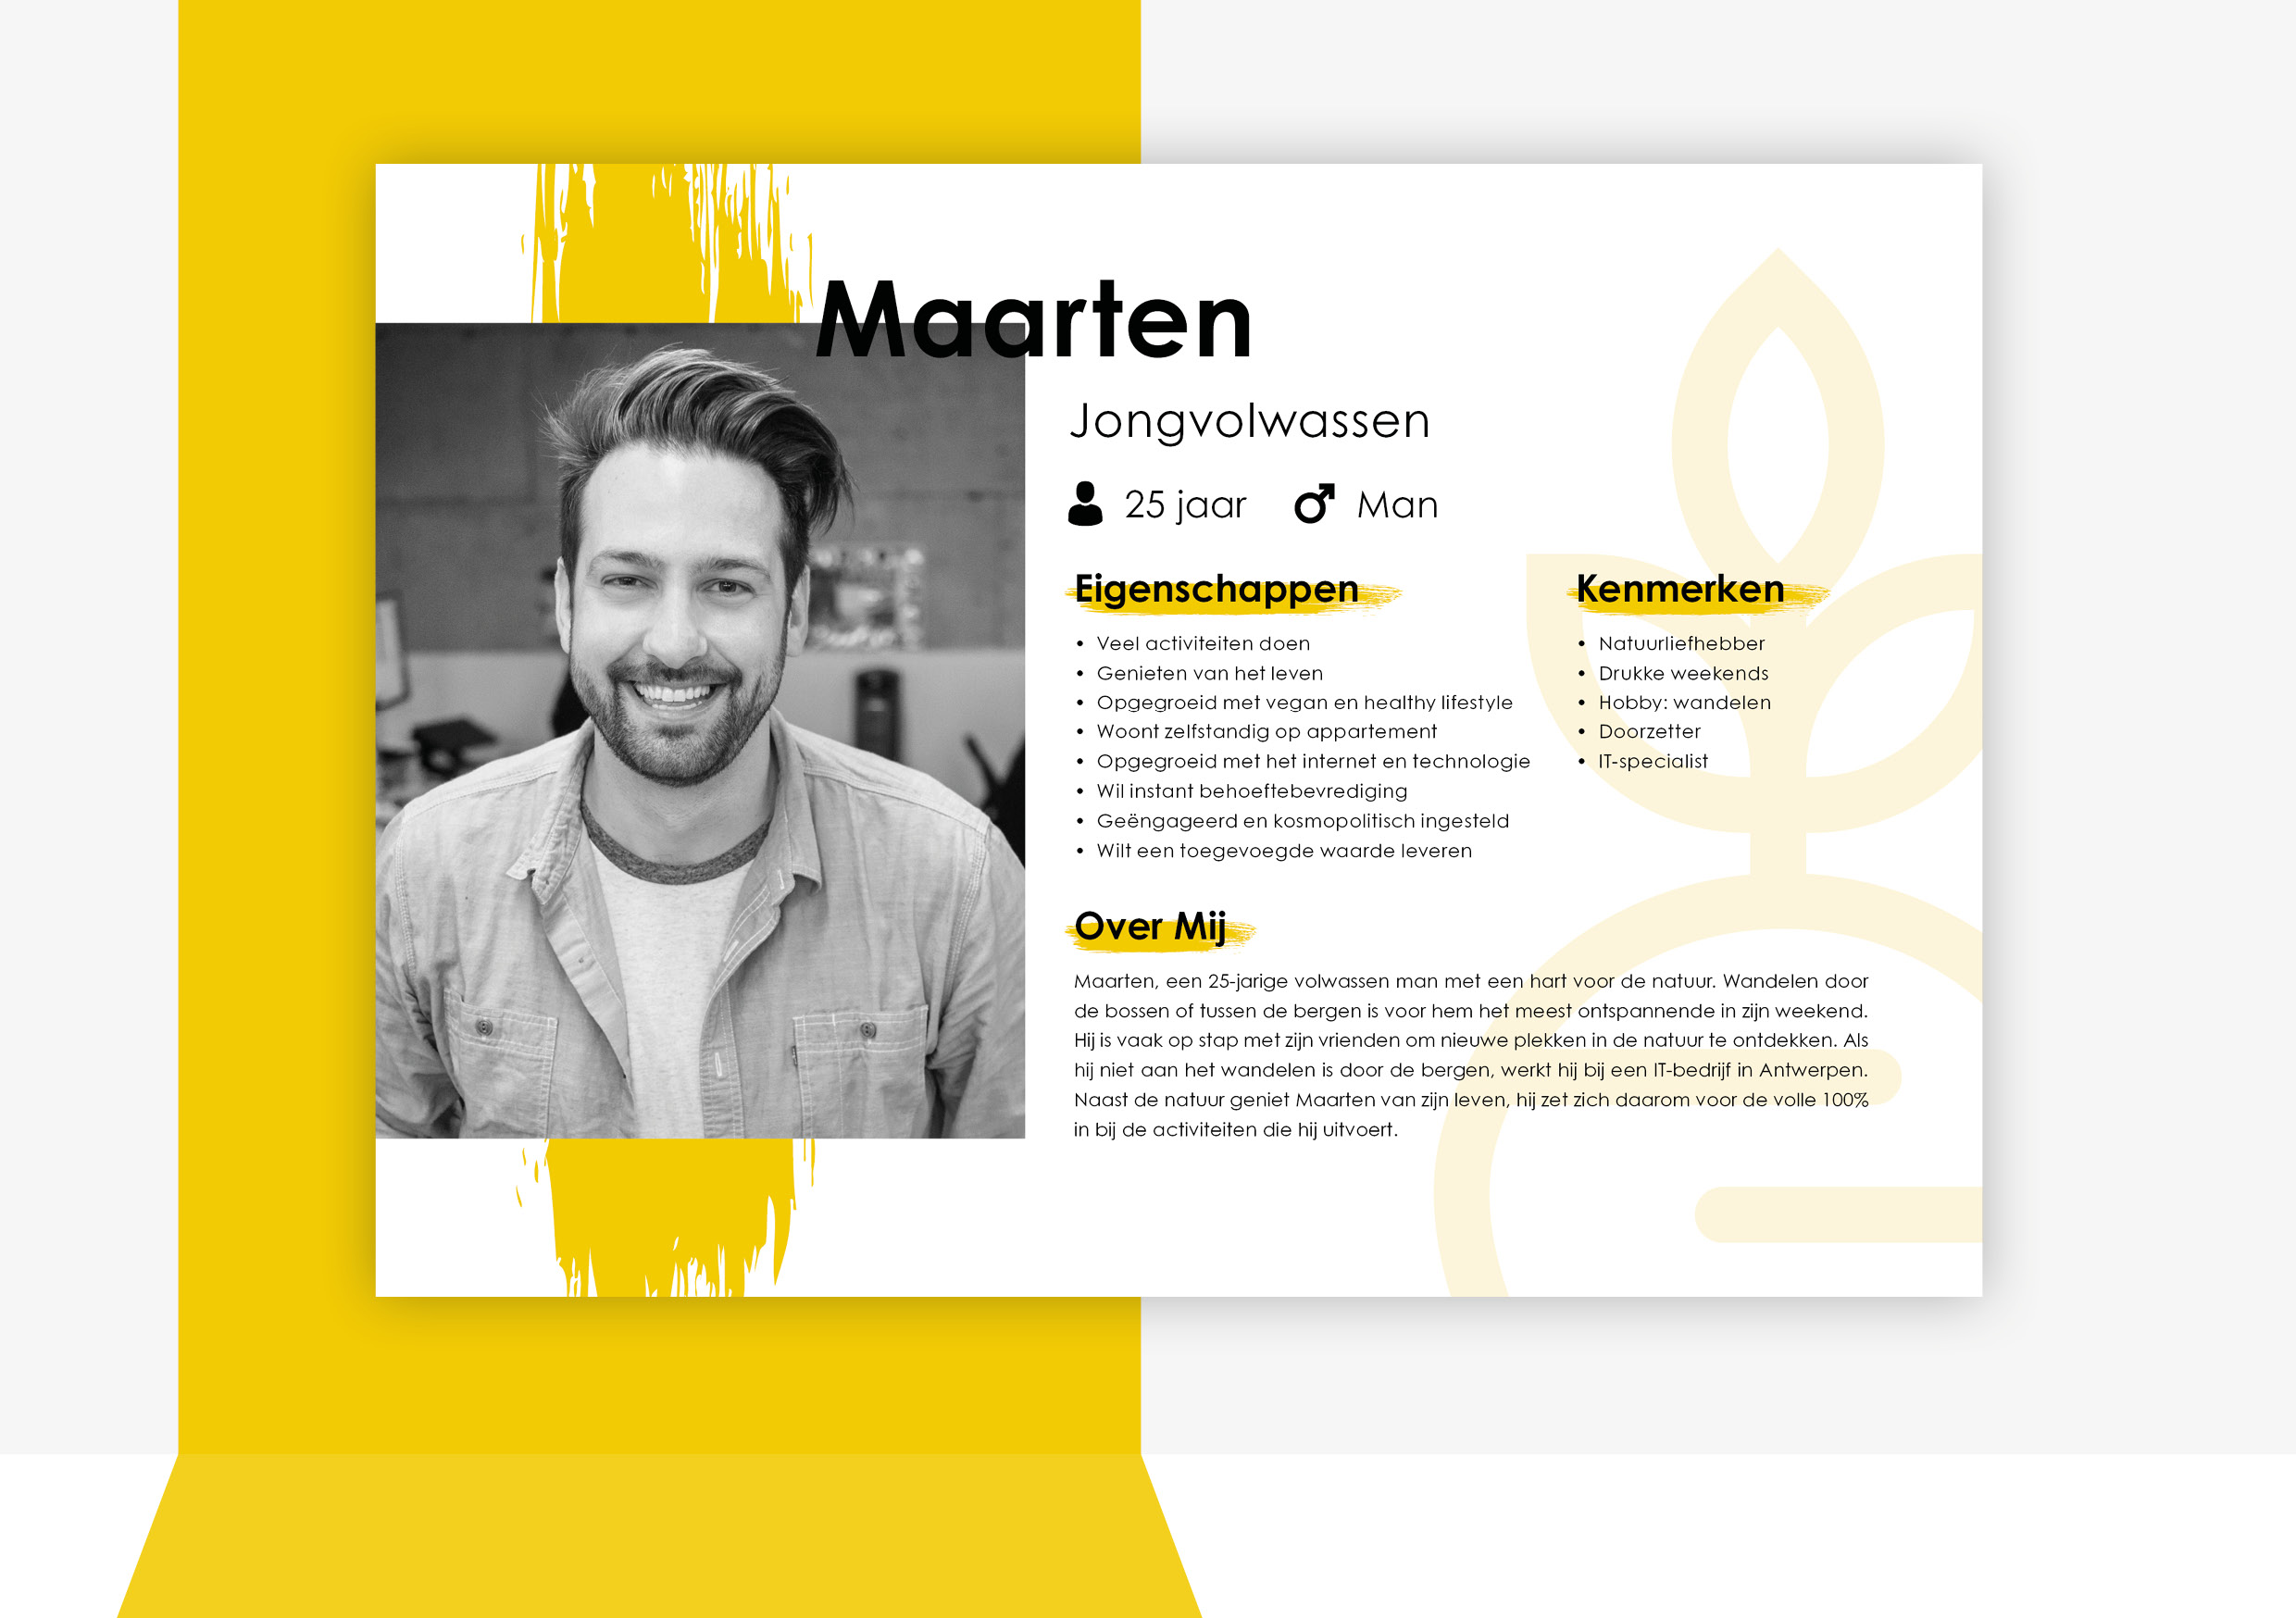 Maarten
Jongvolwassen
25 jaar Man
Eigenschappen
• Veel activiteiten doen
• Genieten van het leven
• Opgegroeid met vegan en healthy lifestyle
• Woont zelfstandig op appartement
• Opgegroeid met het internet en technologie
• Wil instant behoeftebevrediging
• Geëngageerd en kosmopolitisch ingesteld
• Wilt een toegevoegde waarde leveren
Kenmerken
• Natuurliefhebber
• Drukke weekends
• Hobby: wandelen
• Doorzetter
• IT-specialist
Over Mij
Maarten, een 25-jarige volwassen man met een hart voor de natuur. Wandelen door
de bossen of tussen de bergen is voor hem het meest ontspannende in zijn weekend.
Hij is vaak op stap met zijn vrienden om nieuwe plekken in de natuur te ontdekken. Als
hij niet aan het wandelen is door de bergen, werkt hij bij een IT-bedrijf in Antwerpen.
Naast de natuur geniet Maarten van zijn leven, hij zet zich daarom voor de volle 100%
in bij de activiteiten die hij uitvoert.